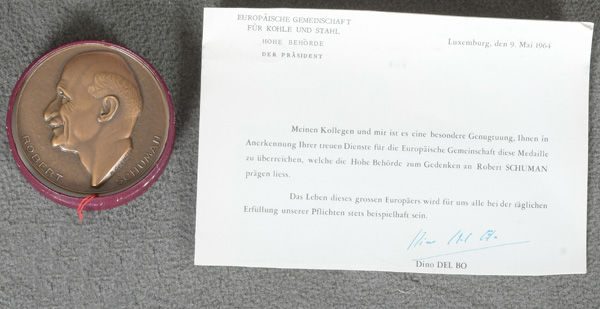 ROBERT SCHUMAN
EUROPÄISCHE GEMEINSCHAFT
FÜR KOHLE UND STAHL
HOHE BEHÖRDE
DER PRÄSIDENT
Luxemburg, den 9. Mai 1964
Meinen Kollegen und mir ist es eine besondere Genugtuung, Ihnen in
Anerkennung Ihrer treuen Dienste für die Europäische Gemeinschaft diese Medaille
zu überreichen, welche die Hohe Behörde zum Gedenken an Robert SCHUMAN
prägen liess.
Das Leben dieses grossen Europäers wird für uns alle bei der täglichen
Erfüllung unserer Pflichten stets beispielhaft sein.
Dino Del Bo
Dino DEL BO